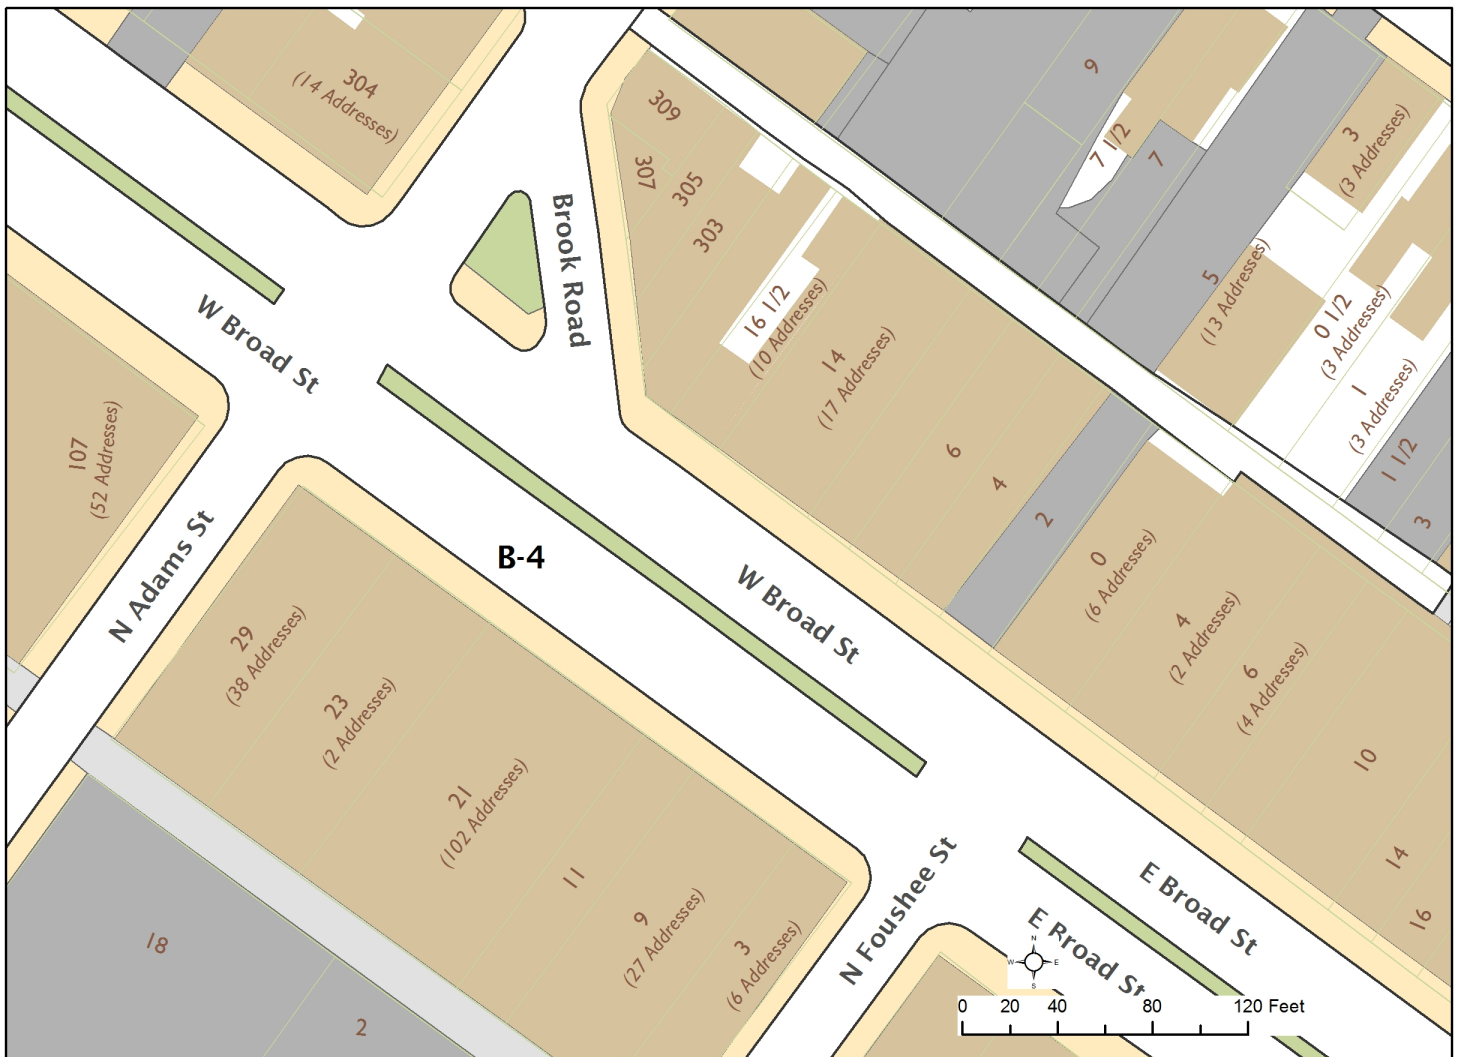 304
(14 Addresses)
309
307
305
303
Brook Road
9
7 1/2
7
3
(3 Addresses)
5
(13 Addresses)
0 1/2
(3 Addresses)
1
(3 Addresses)
1 1/2
3
W Broad St
16 1/2
(10 Addresses)
14
(17 Addresses)
6
4
2
107
(52 Addresses)
N Adams St
B-4
W Broad St
0
(6 Addresses)
4
(2 Addresses)
6
(4 Addresses)
10
14
16
29
(38 Addresses)
23
(2 Addresses)
21
(102 Addresses)
11
9
(27 Addresses)
3
(6 Addresses)
18
2
N Foushee St
E Broad St
E Broad St
N
W
E
S
0 20 40 80 120 Feet